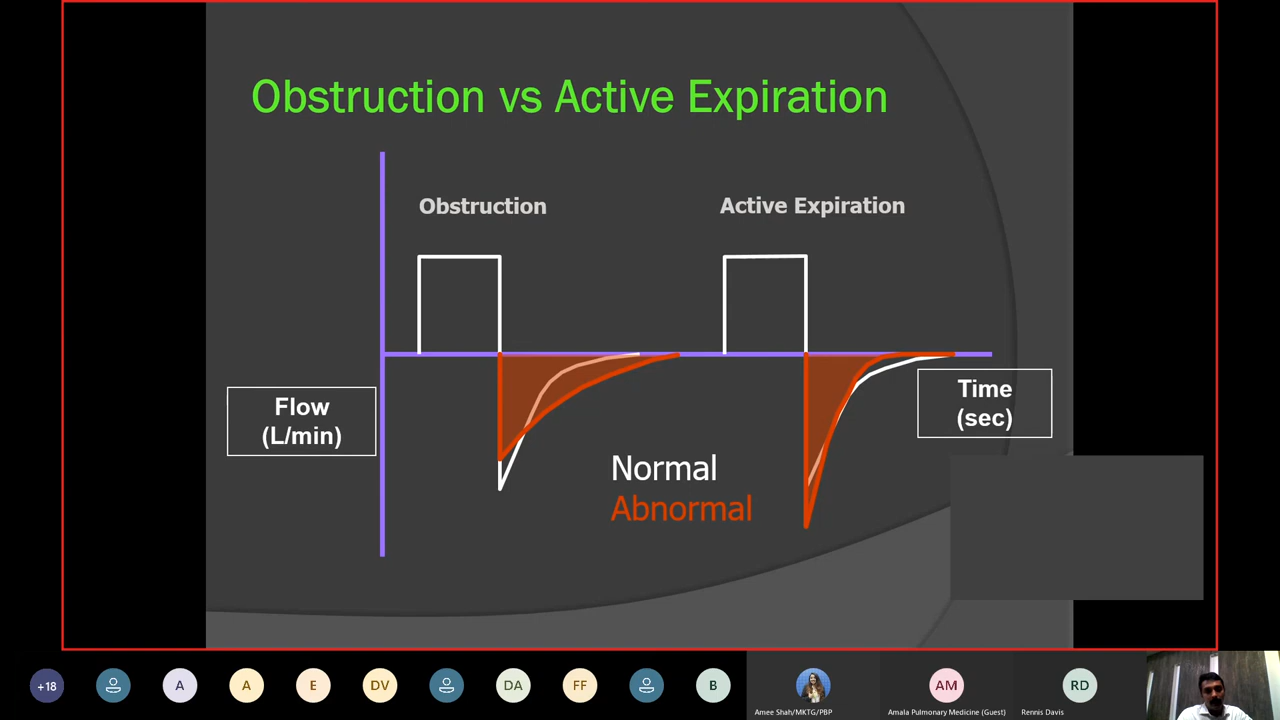 Obstruction vs Active Expiration
Obstruction
Active Expiration
Flow
(L/min)
Time
(sec)
Normal
Abnormal
+18
A
A
E
DV
DA
FF
B
AM
RD
Amee Shah/MKTG/PBP
Amala Pulmonary Medicine (Guest)
Rennis Davis